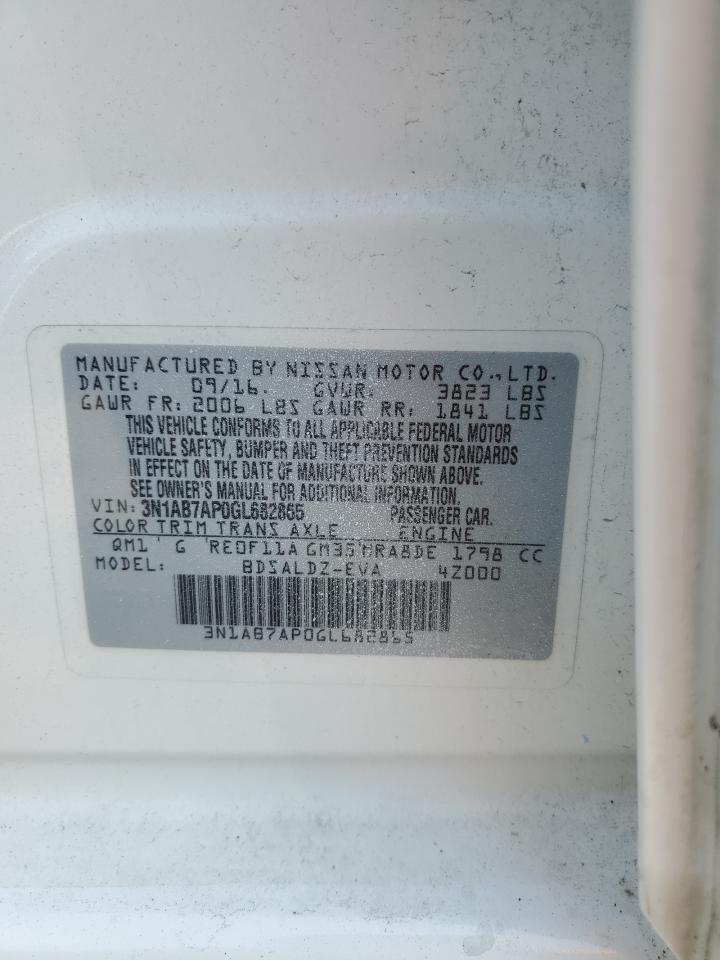 MANUFACTURED BY NISSAN MOTOR CO., LTD.
DATE: 09/16. GVWR: 3823 LBS
GAWR FR: 2006 LBS GAWR RR: 1841 LBS
THIS VEHICLE CONFORMS TO ALL APPLICABLE FEDERAL MOTOR
VEHICLE SAFETY, BUMPER AND THEFT PREVENTION STANDARDS
IN EFFECT ON THE DATE OF MANUFACTURE SHOWN ABOVE.
SEE OWNER'S MANUAL FOR ADDITIONAL INFORMATION.
VIN: 3N1AB7AP0GL682865 PASSENGER CAR.
COLOR TRIM TRANS AXLE ENGINE
QM1 G RE0F11A GM35 MRA8DE 1798 CC
MODEL: BDSALDZ-EVA 4Z000
3N1AB7AP0GL682865